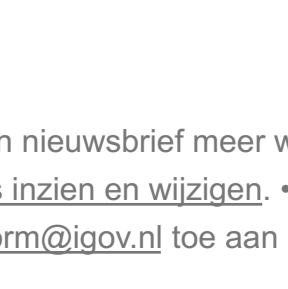 n nieuwsbrief meer w
s inzien en wijzigen. •
orm@igov.nl toe aan